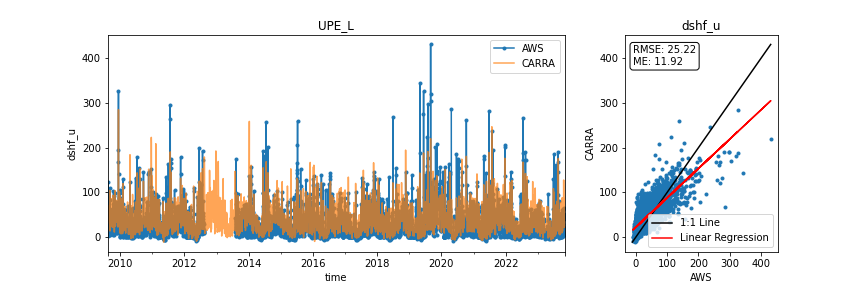 UPE_L
dshf_u
400
300
200
100
0
dshf_u
AWS
CARRA
2010
2012
2014
2016
2018
2020
2022
time
dshf_u
RMSE: 25.22
ME: 11.92
400
300
200
100
0
CARRA
1:1 Line
Linear Regression
0
100
200
300
400
AWS